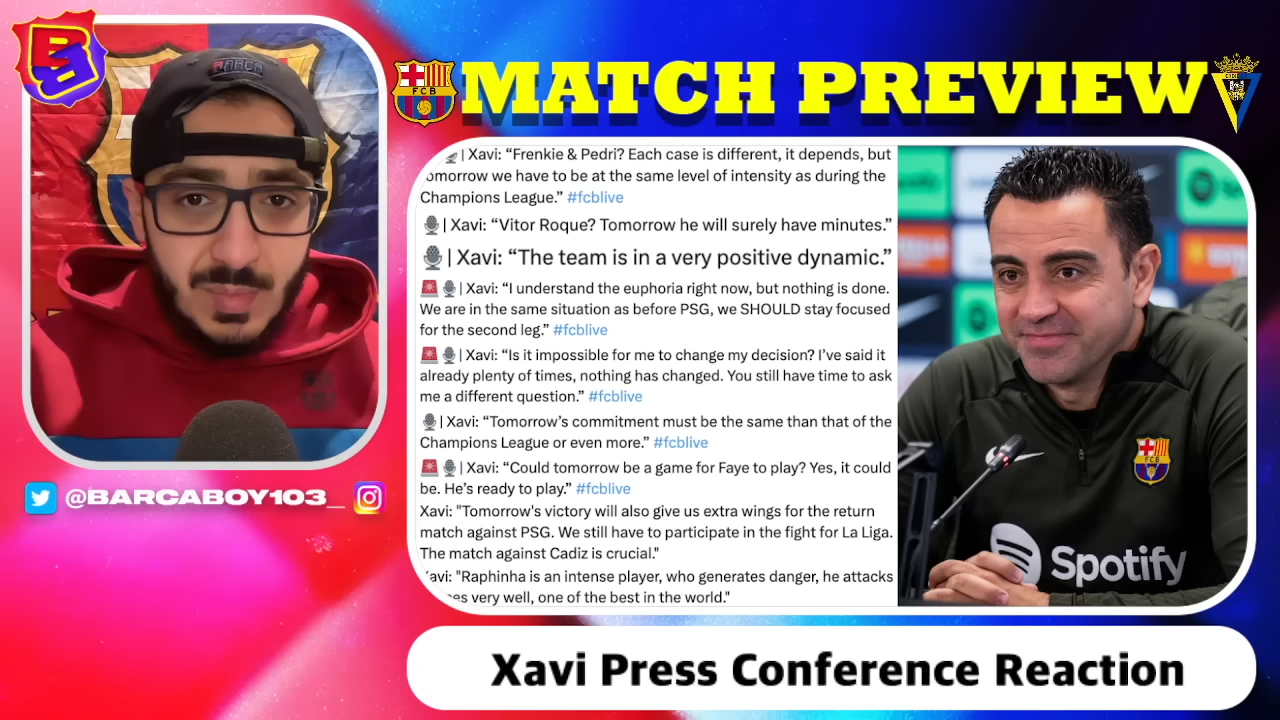 BARCA
MATCH PREVIEW
FCB
| Xavi: “Frenkie & Pedri? Each case is different, it depends, but
omorrow we have to be at the same level of intensity as during the
Champions League.” #fcblive
| Xavi: “Vitor Roque? Tomorrow he will surely have minutes.”
| Xavi: “The team is in a very positive dynamic.”
| Xavi: “I understand the euphoria right now, but nothing is done.
We are in the same situation as before PSG, we SHOULD stay focused
for the second leg.” #fcblive
| Xavi: “Is it impossible for me to change my decision? I’ve said it
already plenty of times, nothing has changed. You still have time to ask
me a different question.” #fcblive
| Xavi: “Tomorrow’s commitment must be the same than that of the
Champions League or even more.” #fcblive
| Xavi: “Could tomorrow be a game for Faye to play? Yes, it could
be. He’s ready to play.” #fcblive
Xavi: "Tomorrow's victory will also give us extra wings for the return
match against PSG. We still have to participate in the fight for La Liga.
The match against Cadiz is crucial."
Xavi: "Raphinha is an intense player, who generates danger, he attacks
es very well, one of the best in the world."
FCB
Spotify
@BARCABOY103_
Xavi Press Conference Reaction